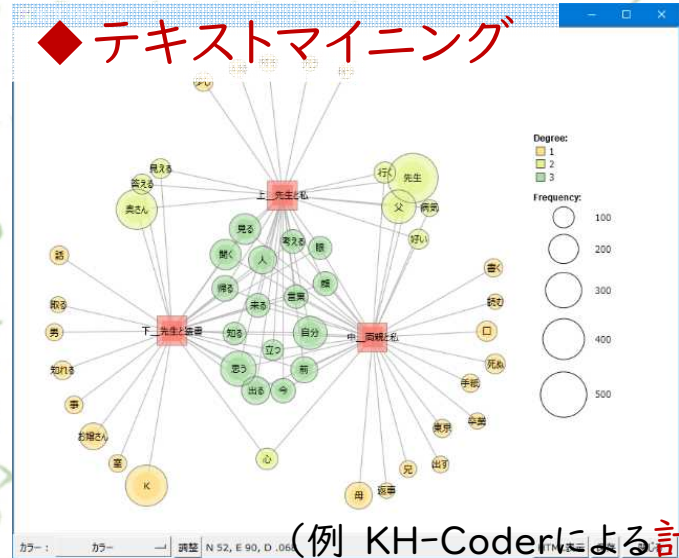 ◆テキストマイニング
少し
見える
答える
奥さん
行く
先生
父
病気
好い
上_先生と私
見る
聞く
人
考える
眼
帰る
顔
来る
言葉
知る
自分
立つ
思う
前
出る
今
心
下_先生と遺書
中_両親と私
話
取る
男
知れる
事
お嬢さん
室
K
書く
読む
口
死ぬ
手紙
卒業
東京
出す
兄
返事
母
Degree:
1
2
3
Frequency:
100
200
300
400
500
カラー：
カラー
調整
N 52, E 90, D .068
(例 KH-Coderによる計